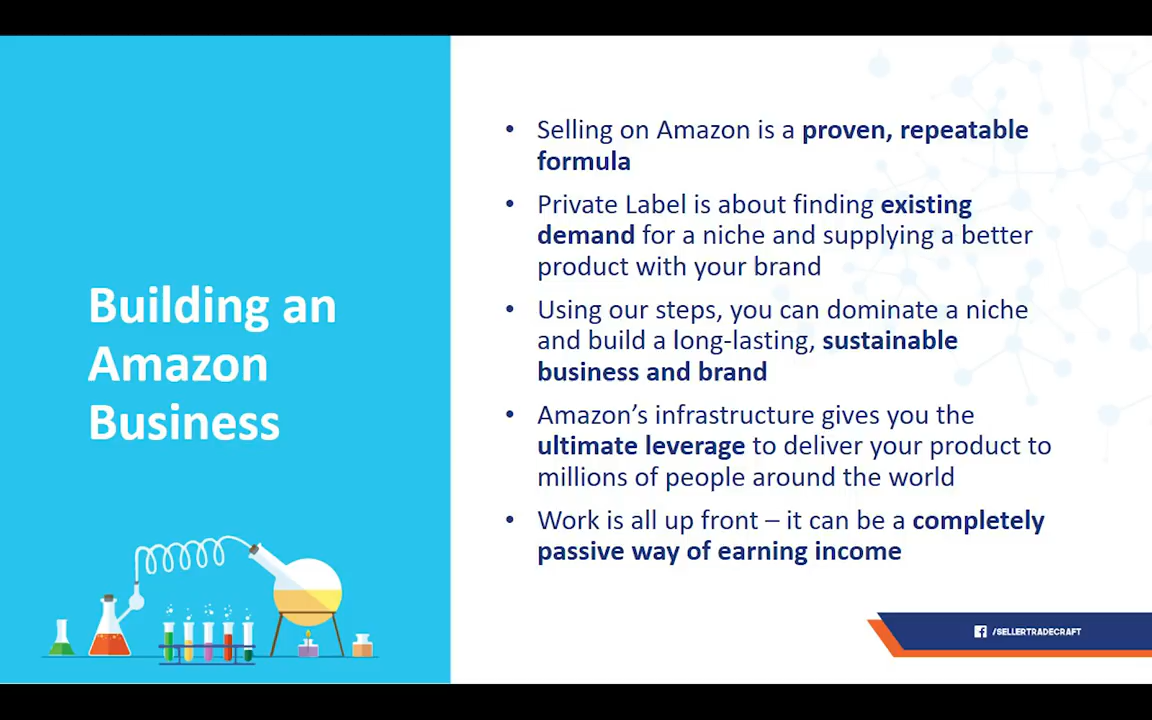 Building an
Amazon
Business
• Selling on Amazon is a proven, repeatable
formula
• Private Label is about finding existing
demand for a niche and supplying a better
product with your brand
• Using our steps, you can dominate a niche
and build a long-lasting, sustainable
business and brand
• Amazon’s infrastructure gives you the
ultimate leverage to deliver your product to
millions of people around the world
• Work is all up front – it can be a completely
passive way of earning income
/SELLERTRADECRAFT